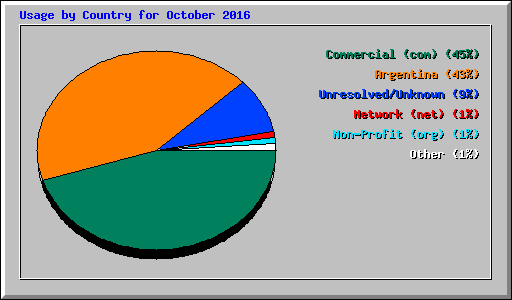 Usage by Country for October 2016
Commercial (com) (45%)
Argentina (43%)
Unresolved/Unknown (9%)
Network (net) (1%)
Non-Profit (org) (1%)
Other (1%)